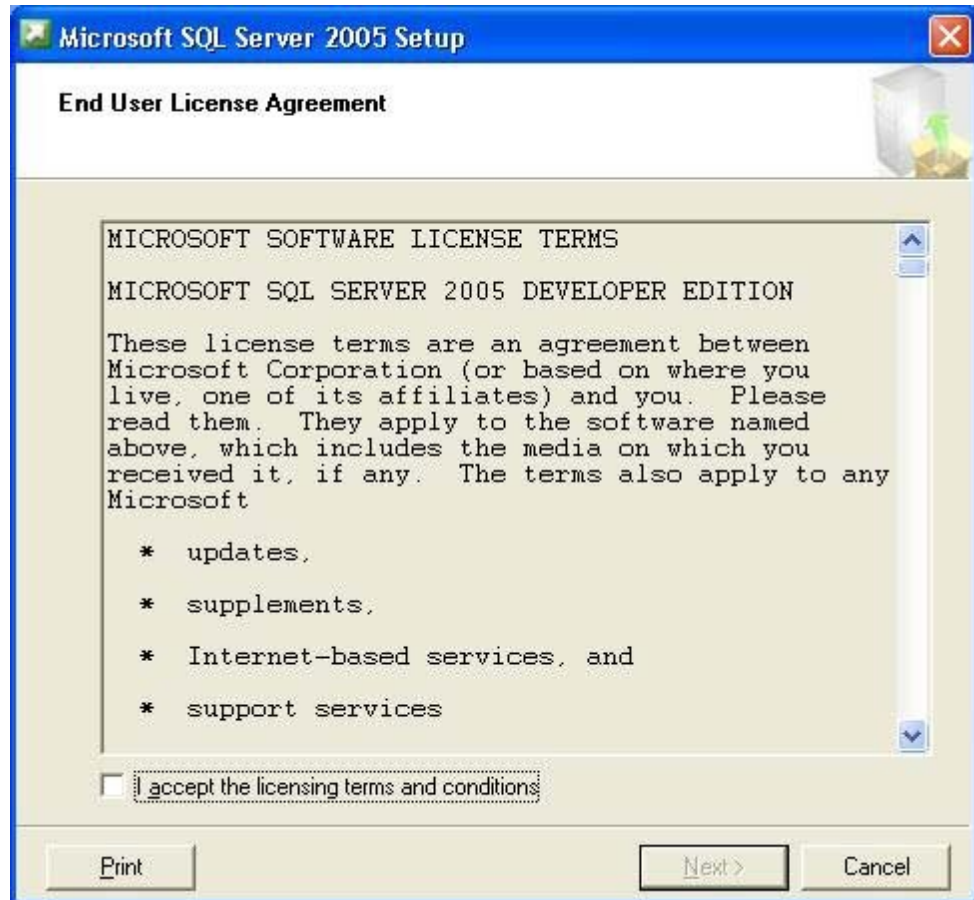 Microsoft SQL Server 2005 Setup
End User License Agreement
MICROSOFT SOFTWARE LICENSE TERMS
MICROSOFT SQL SERVER 2005 DEVELOPER EDITION
These license terms are an agreement between
Microsoft Corporation (or based on where you
live, one of its affiliates) and you.  Please
read them.  They apply to the software named
above, which includes the media on which you
received it, if any.  The terms also apply to any
Microsoft
* updates,
* supplements,
* Internet-based services, and
* support services
I accept the licensing terms and conditions
Print
Next >
Cancel